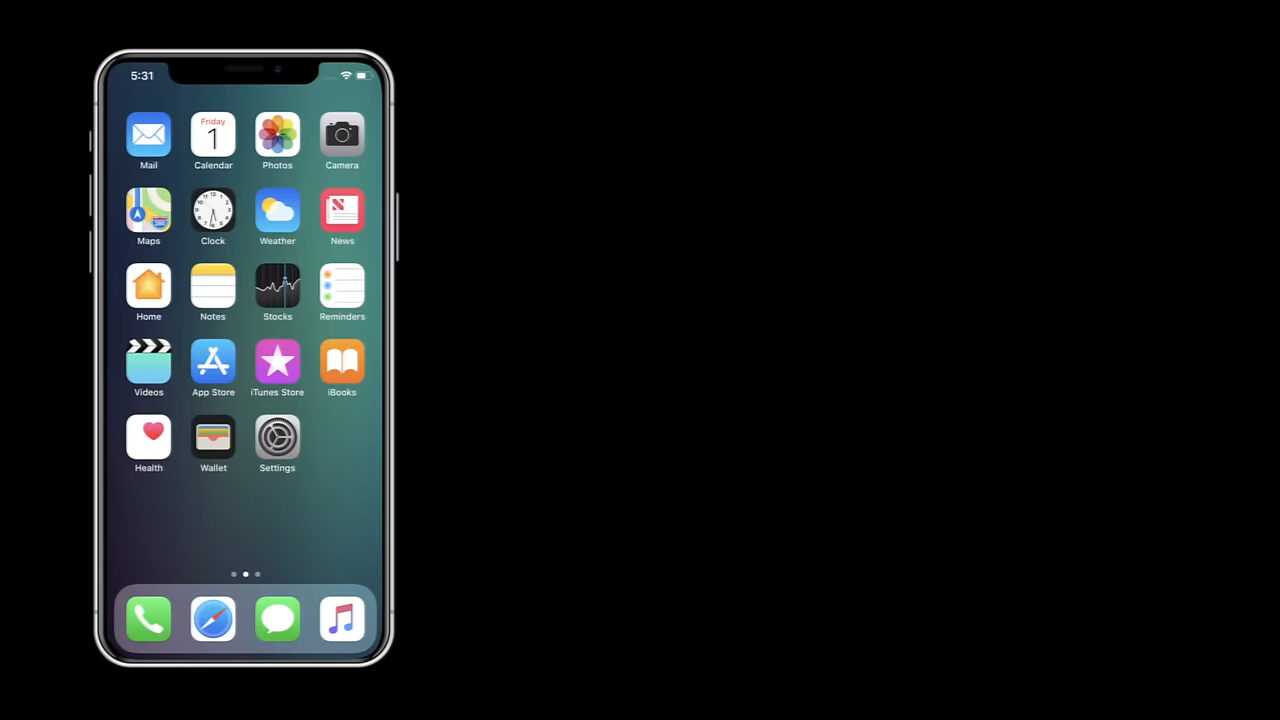 5:31
Friday
1
Mail Calendar Photos Camera
Maps Clock Weather News
Home Notes Stocks Reminders
Videos App Store iTunes Store iBooks
Health Wallet Settings